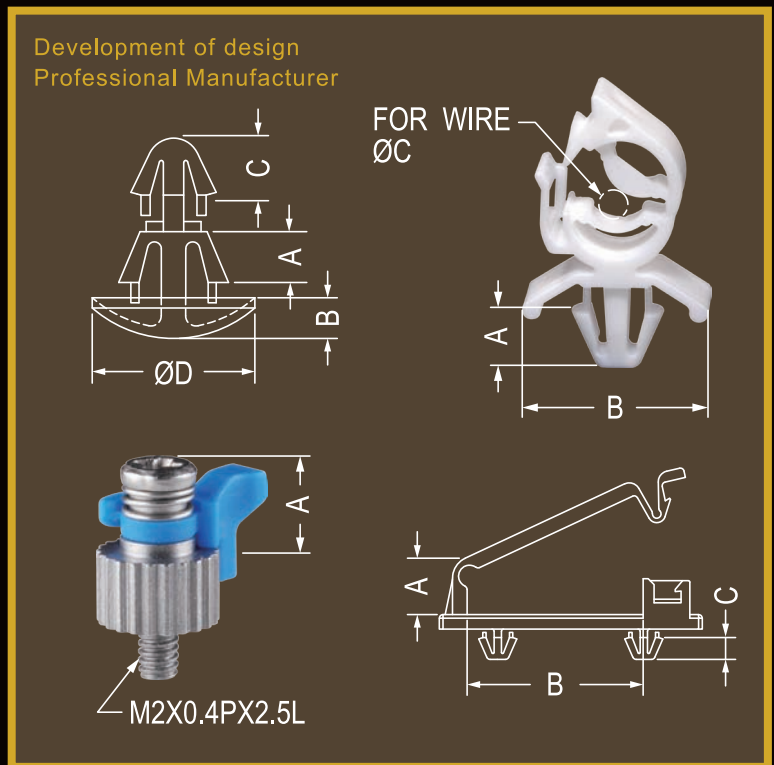 Development of design
Professional Manufacturer
C
A
B
ØD
FOR WIRE
ØC
A
B
A
M2X0.4PX2.5L
A
C
B